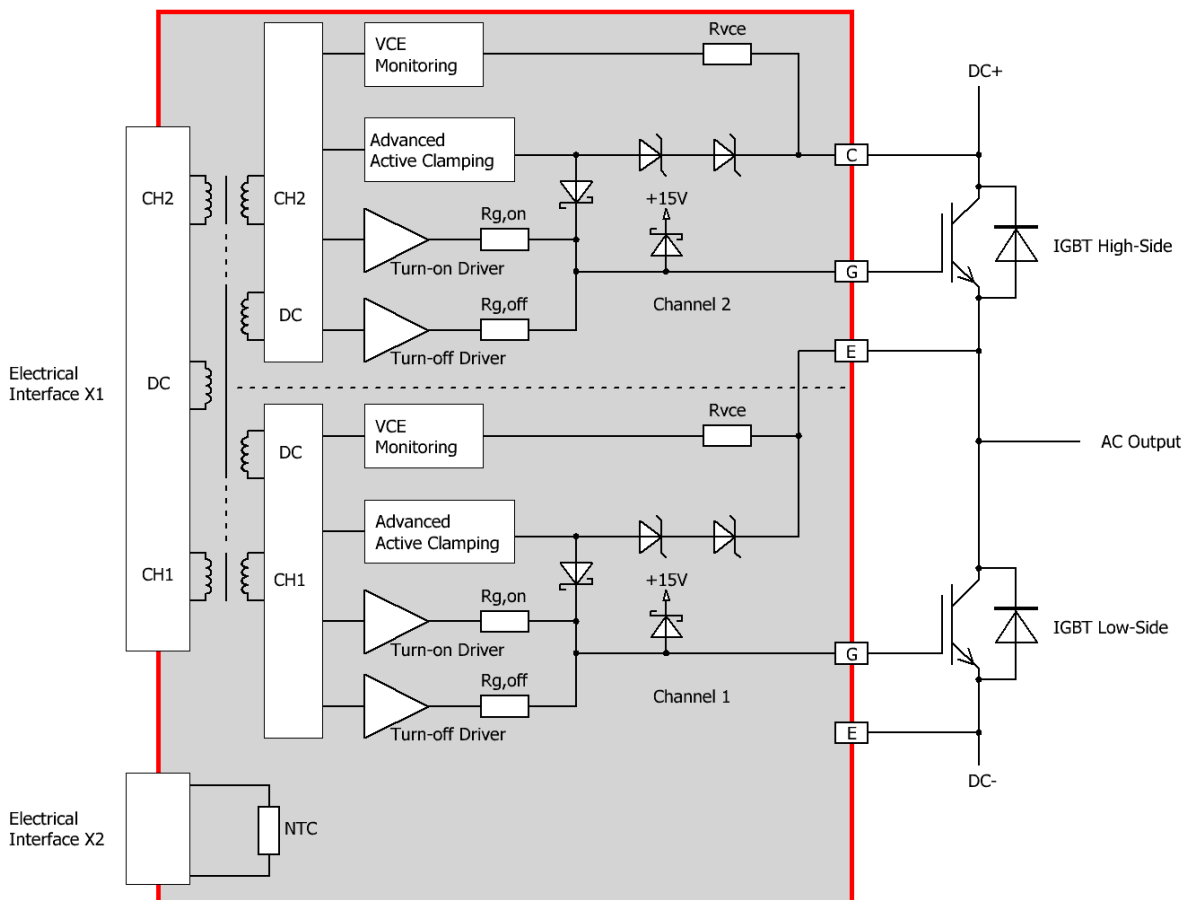 VCE
Monitoring
Rvce
DC+
Advanced
Active Clamping
C
CH2
CH2
+15V
Rg,on
IGBT High-Side
Turn-on Driver
G
Rg,off
Channel 2
DC
Turn-off Driver
E
Electrical
Interface X1
DC
Rvce
VCE
Monitoring
DC
AC Output
Advanced
Active Clamping
CH1
CH1
+15V
Rg,on
IGBT Low-Side
Turn-on Driver
G
Rg,off
Channel 1
Turn-off Driver
E
DC-
Electrical
Interface X2
NTC